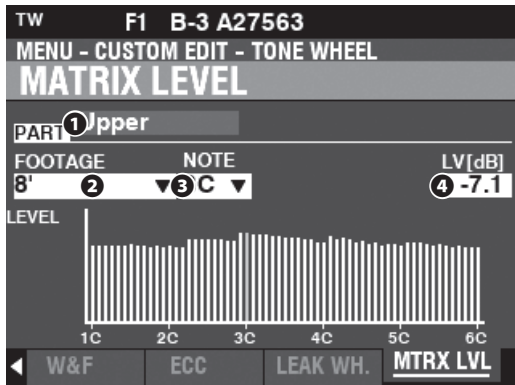 TW F1 B-3 A27563
MENU - CUSTOM EDIT - TONE WHEEL
MATRIX LEVEL
PART 1 Upper
FOOTAGE NOTE LV[dB]
8' 2 ▼ 3 C ▼ 4 -7.1
LEVEL
1C 2C 3C 4C 5C 6C
◀ W&F ECC LEAK WH. MTRX LVL